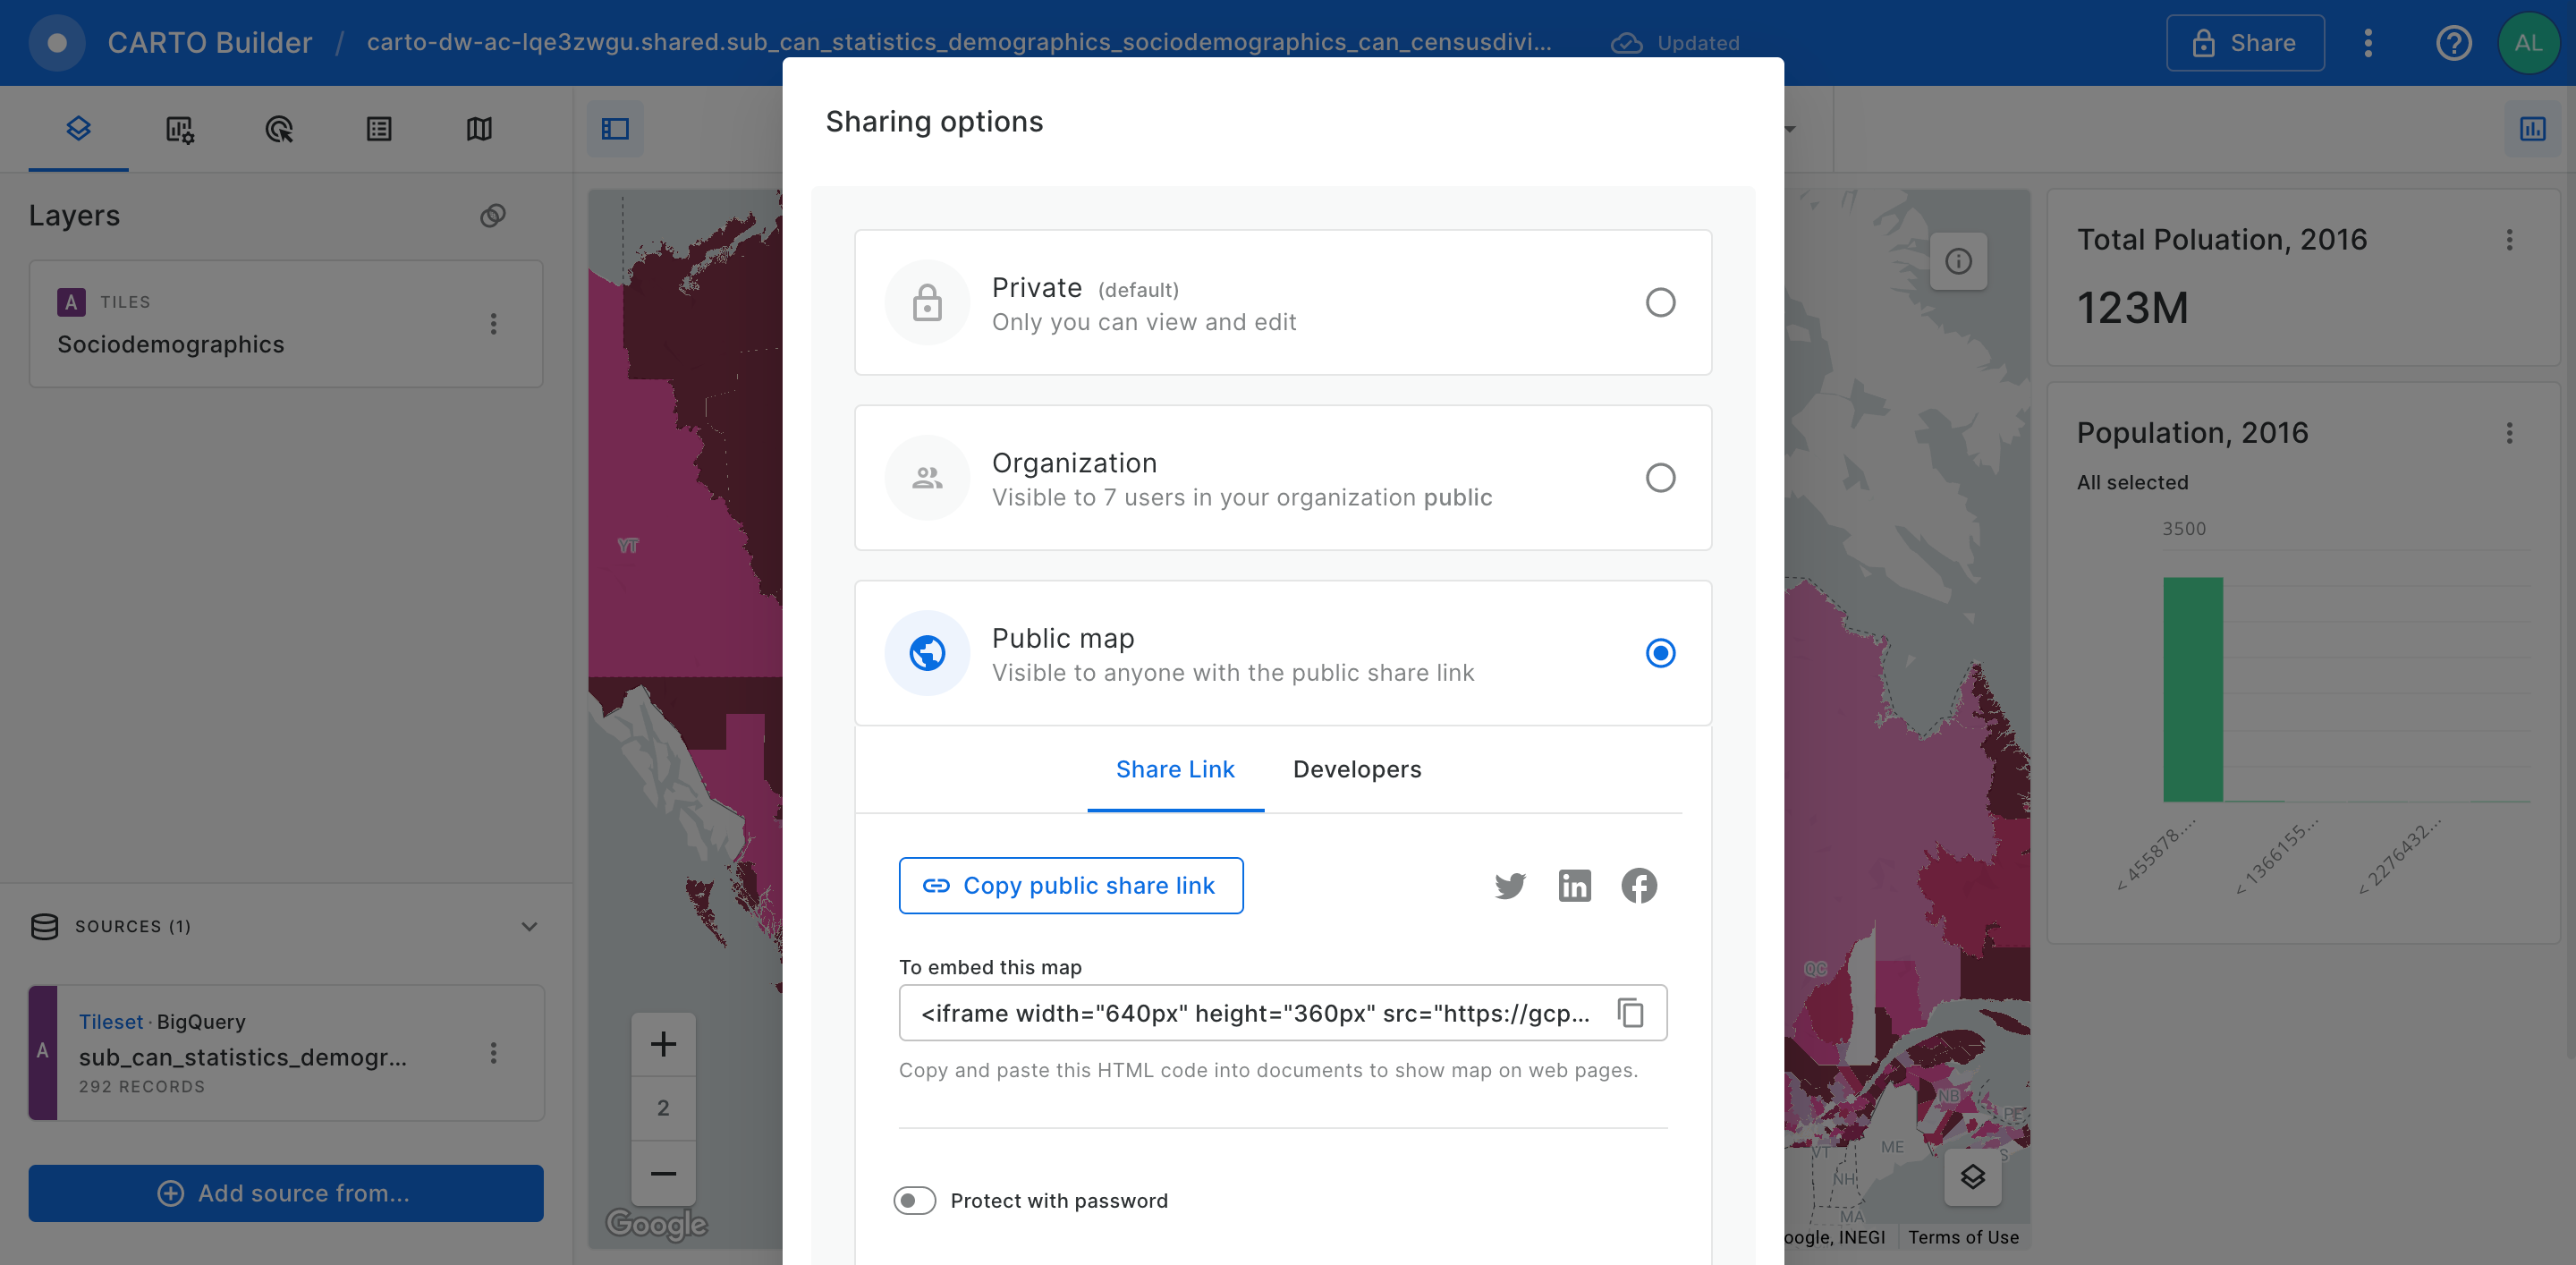 CARTO Builder / carto-dw-ac-lqe3zwgu.shared.sub_can_statistics_demographics_sociodemographics_can_censusdivi... Updated
Share
AL
Sharing options
Layers
A TILES
Sociodemographics
Private (default)
Only you can view and edit
Organization
Visible to 7 users in your organization public
Public map
Visible to anyone with the public share link
Share Link
Developers
Copy public share link
To embed this map
<iframe width="640px" height="360px" src="https://gcp...
Copy and paste this HTML code into documents to show map on web pages.
Protect with password
SOURCES (1)
A
Tileset · BigQuery
sub_can_statistics_demogr...
292 RECORDS
Add source from...
YT
2
Google
QC
NB
PE
ME
VT
NH
MA
oogle, INEGI
Terms of Use
Total Poluation, 2016
123M
Population, 2016
All selected
3500
< 455878....
< 1366155...
< 2276432...